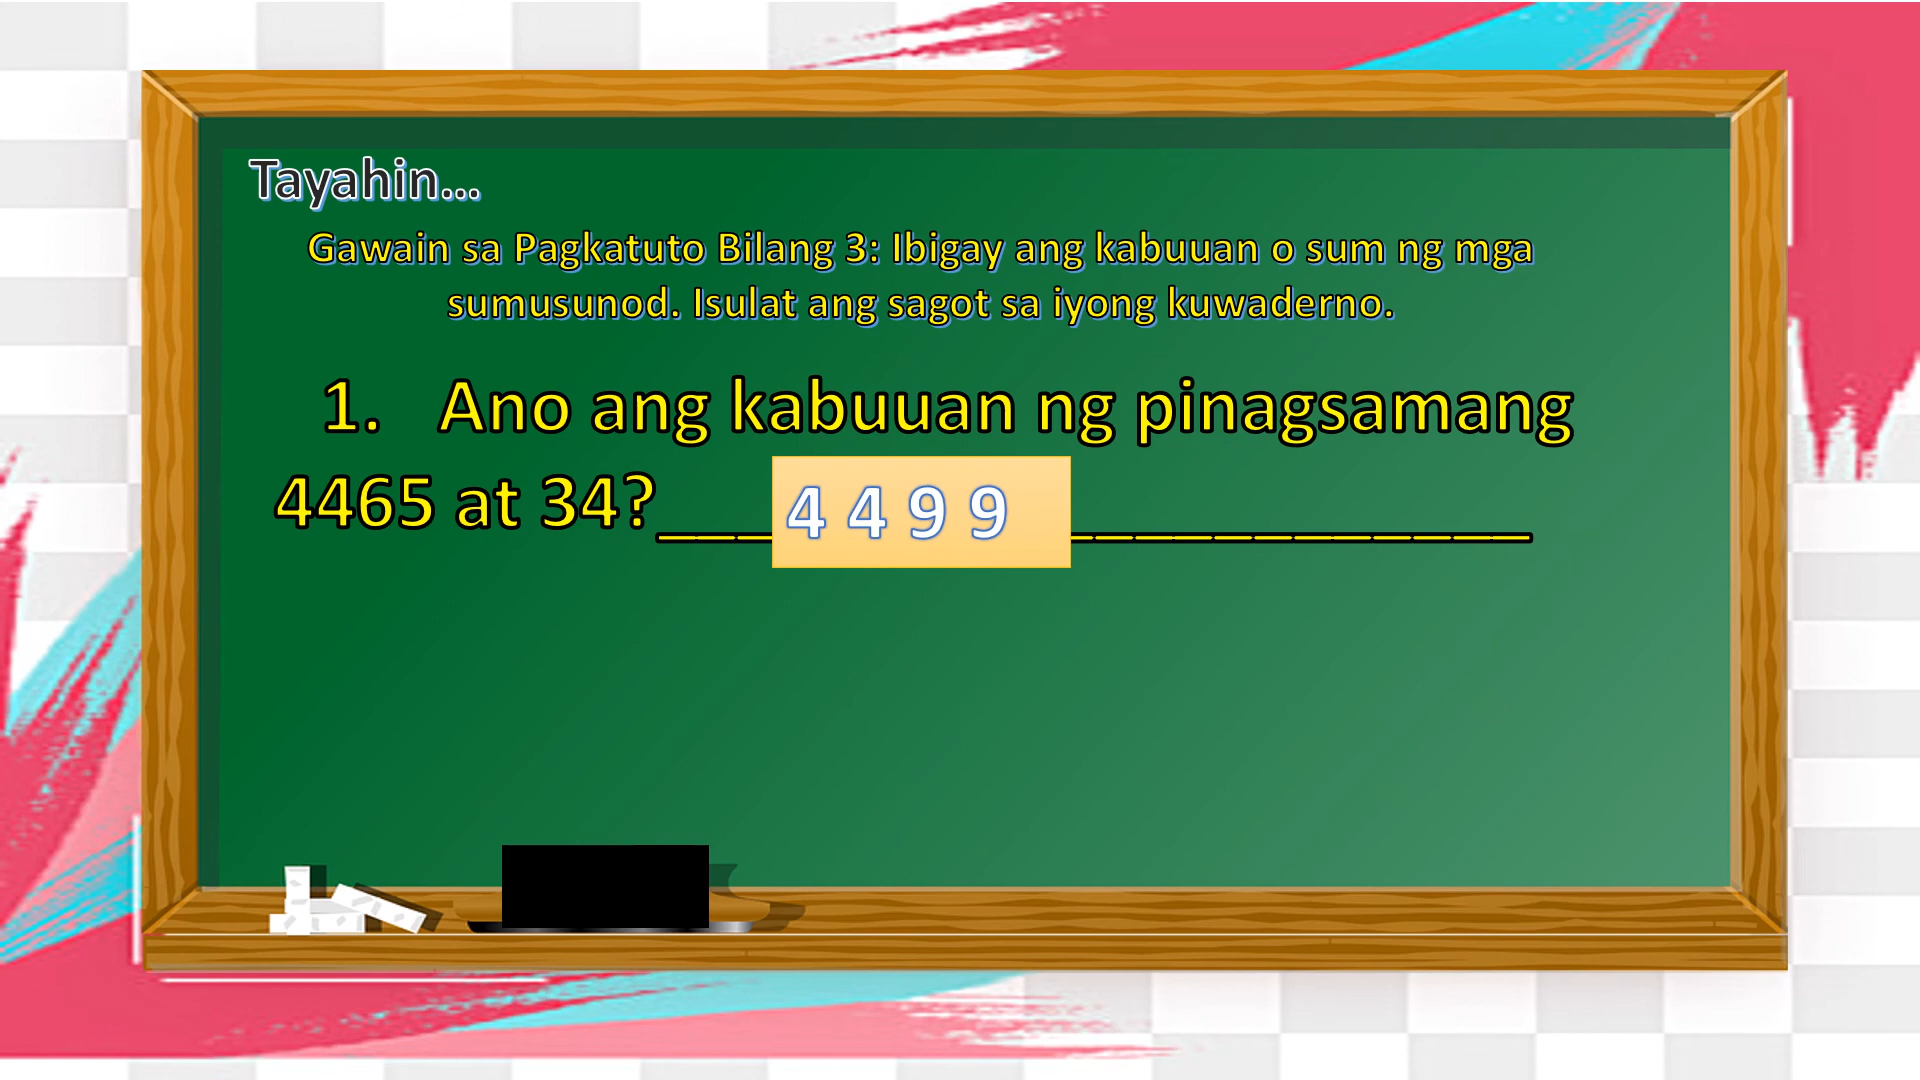 Tayahin...
Gawain sa Pagkatuto Bilang 3: Ibigay ang kabuuan o sum ng mga
sumusunod. Isulat ang sagot sa iyong kuwaderno.
1. Ano ang kabuuan ng pinagsamang
4465 at 34?___4 4 9 9____________